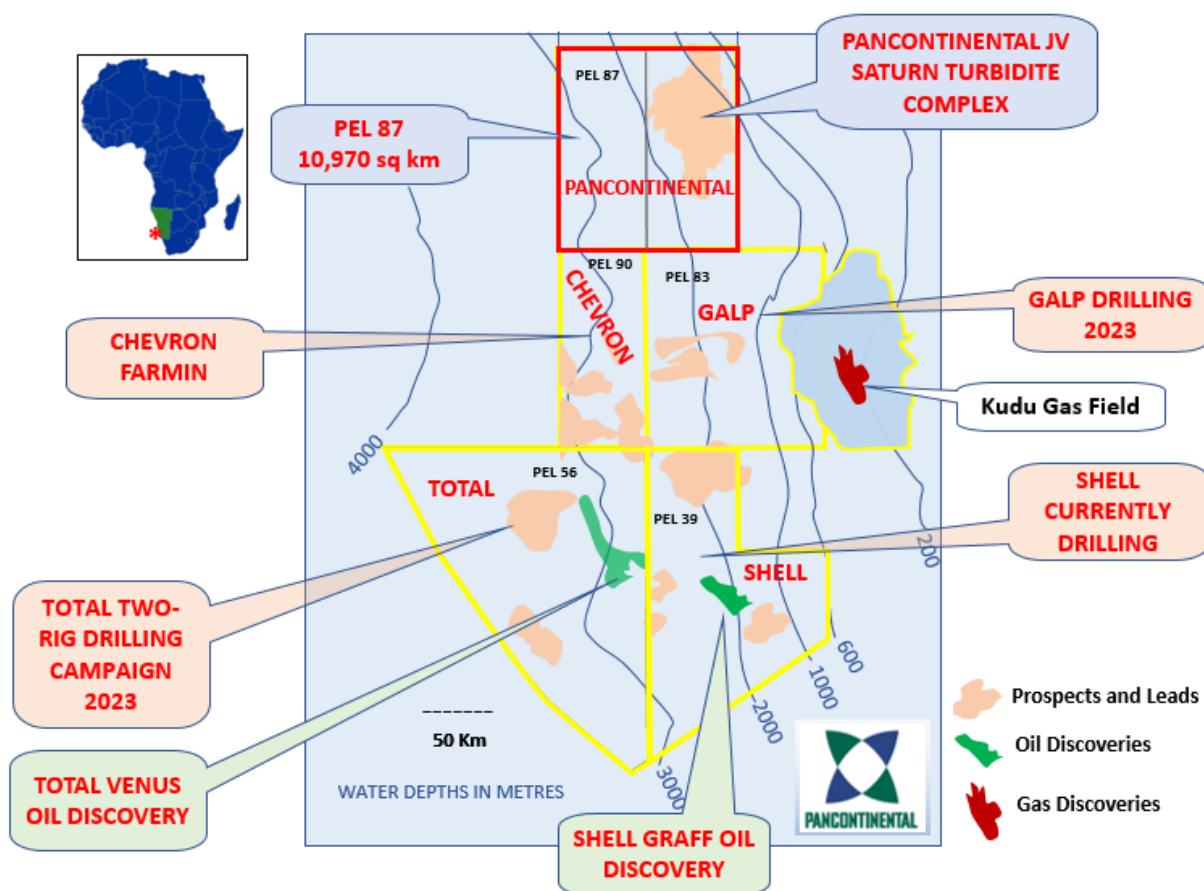 PANCONTINENTAL JV
SATURN TURBIDITE
COMPLEX
PEL 87
PEL 87
10,970 sq km
PANCONTINENTAL
PEL 90
PEL 83
CHEVRON
GALP
GALP DRILLING
2023
CHEVRON
FARMIN
Kudu Gas Field
4000
PEL 56
TOTAL
PEL 39
SHELL
CURRENTLY
DRILLING
200
SHELL
TOTAL TWO-
RIG DRILLING
CAMPAIGN
2023
600
1000
2000
3000
50 Km
Prospects and Leads
Oil Discoveries
Gas Discoveries
TOTAL VENUS
OIL DISCOVERY
WATER DEPTHS IN METRES
PANCONTINENTAL
SHELL GRAFF OIL
DISCOVERY